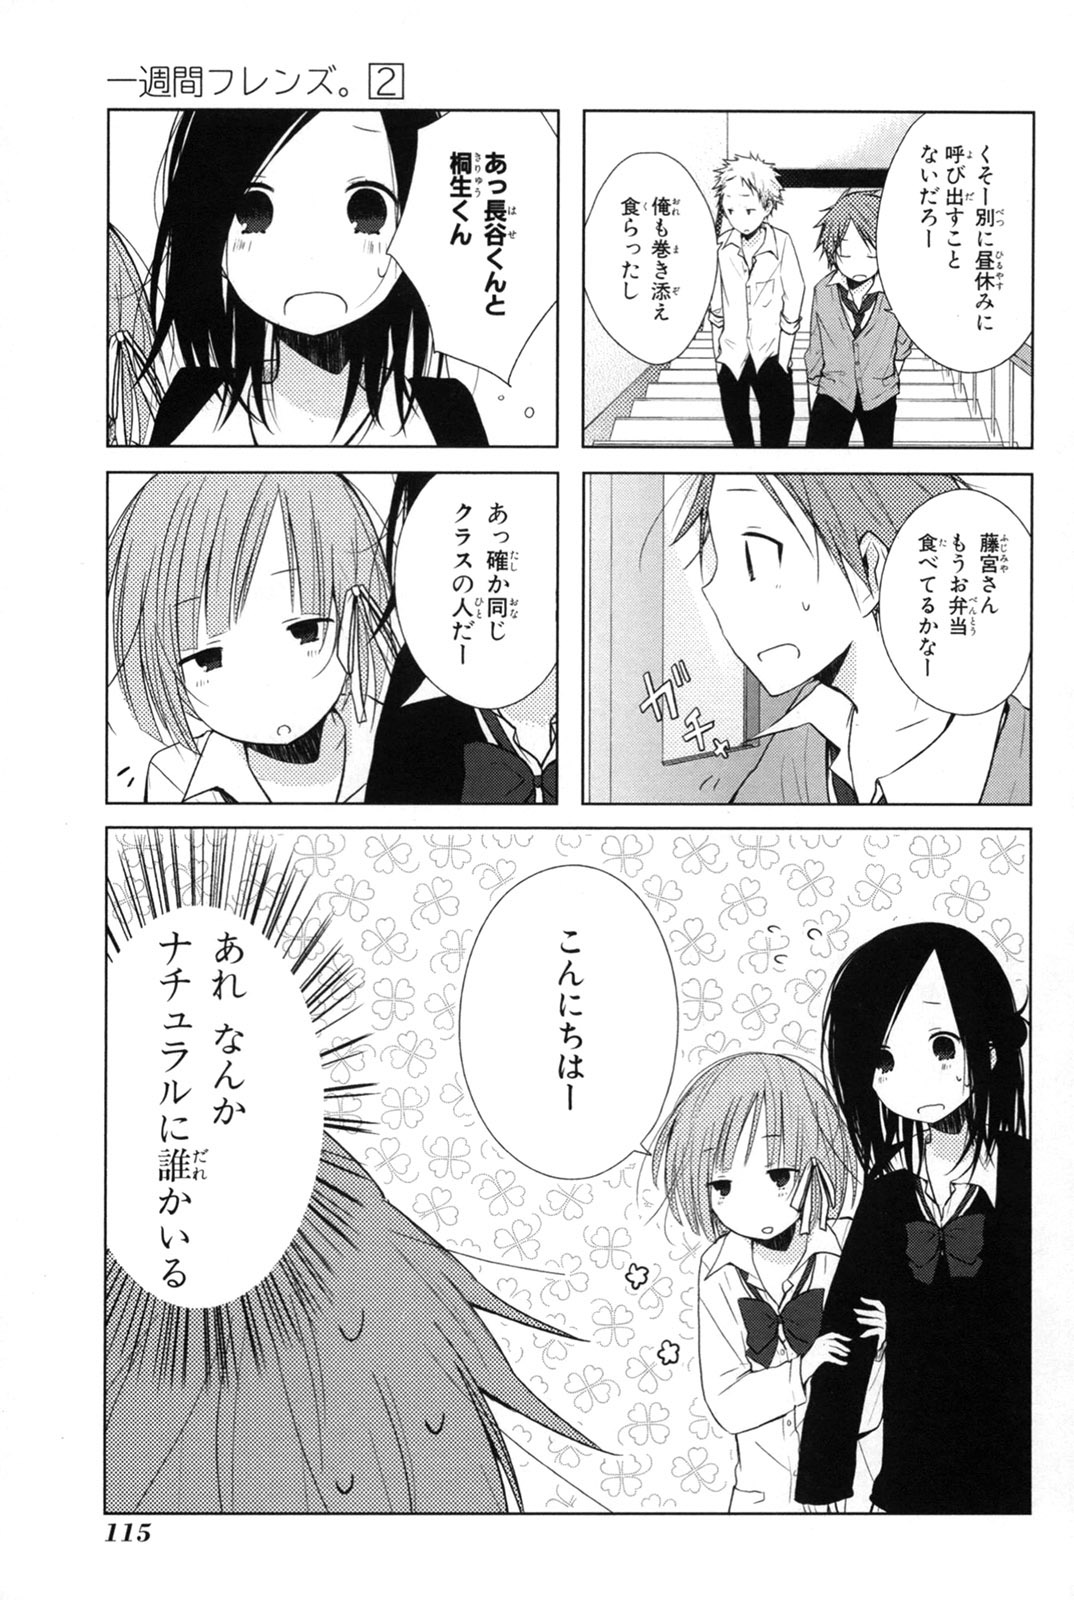 一週間フレンズ。2
くそー別に昼休みに
呼び出すこと
ないだろー
俺も巻き添え
食らったし
藤宮さん
もうお弁当
食べてるかなー
ガチャ
あっ長谷くんと
桐生くん
あっ確か同じ
クラスの人だー
こんにちはー
あれ なんか
ナチュラルに誰かいる
115